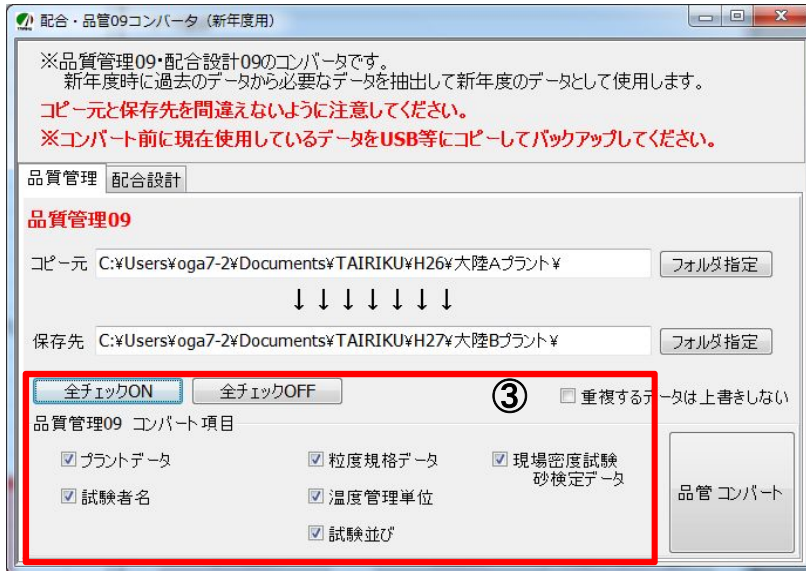 配合・品管09コンバータ（新年度用）
※品質管理09・配合設計09のコンバータです。
新年度時に過去のデータから必要なデータを抽出して新年度のデータとして使用します。
コピー元と保存先を間違えないように注意してください。
※コンバート前に現在使用しているデータをUSB等にコピーしてバックアップしてください。
品質管理 配合設計
品質管理09
コピー元 C:¥Users¥oga7-2¥Documents¥TAIRIKU¥H26¥大陸Aプラント¥ フォルダ指定
↓↓↓↓↓↓↓
保存先 C:¥Users¥oga7-2¥Documents¥TAIRIKU¥H27¥大陸Bプラント¥ フォルダ指定
全チェックON 全チェックOFF ③ 重複するデータは上書きしない
品質管理09 コンバート項目
プラントデータ 粒度規格データ 現場密度試験
砂検定データ
試験者名 温度管理単位 品管 コンバート
試験並び